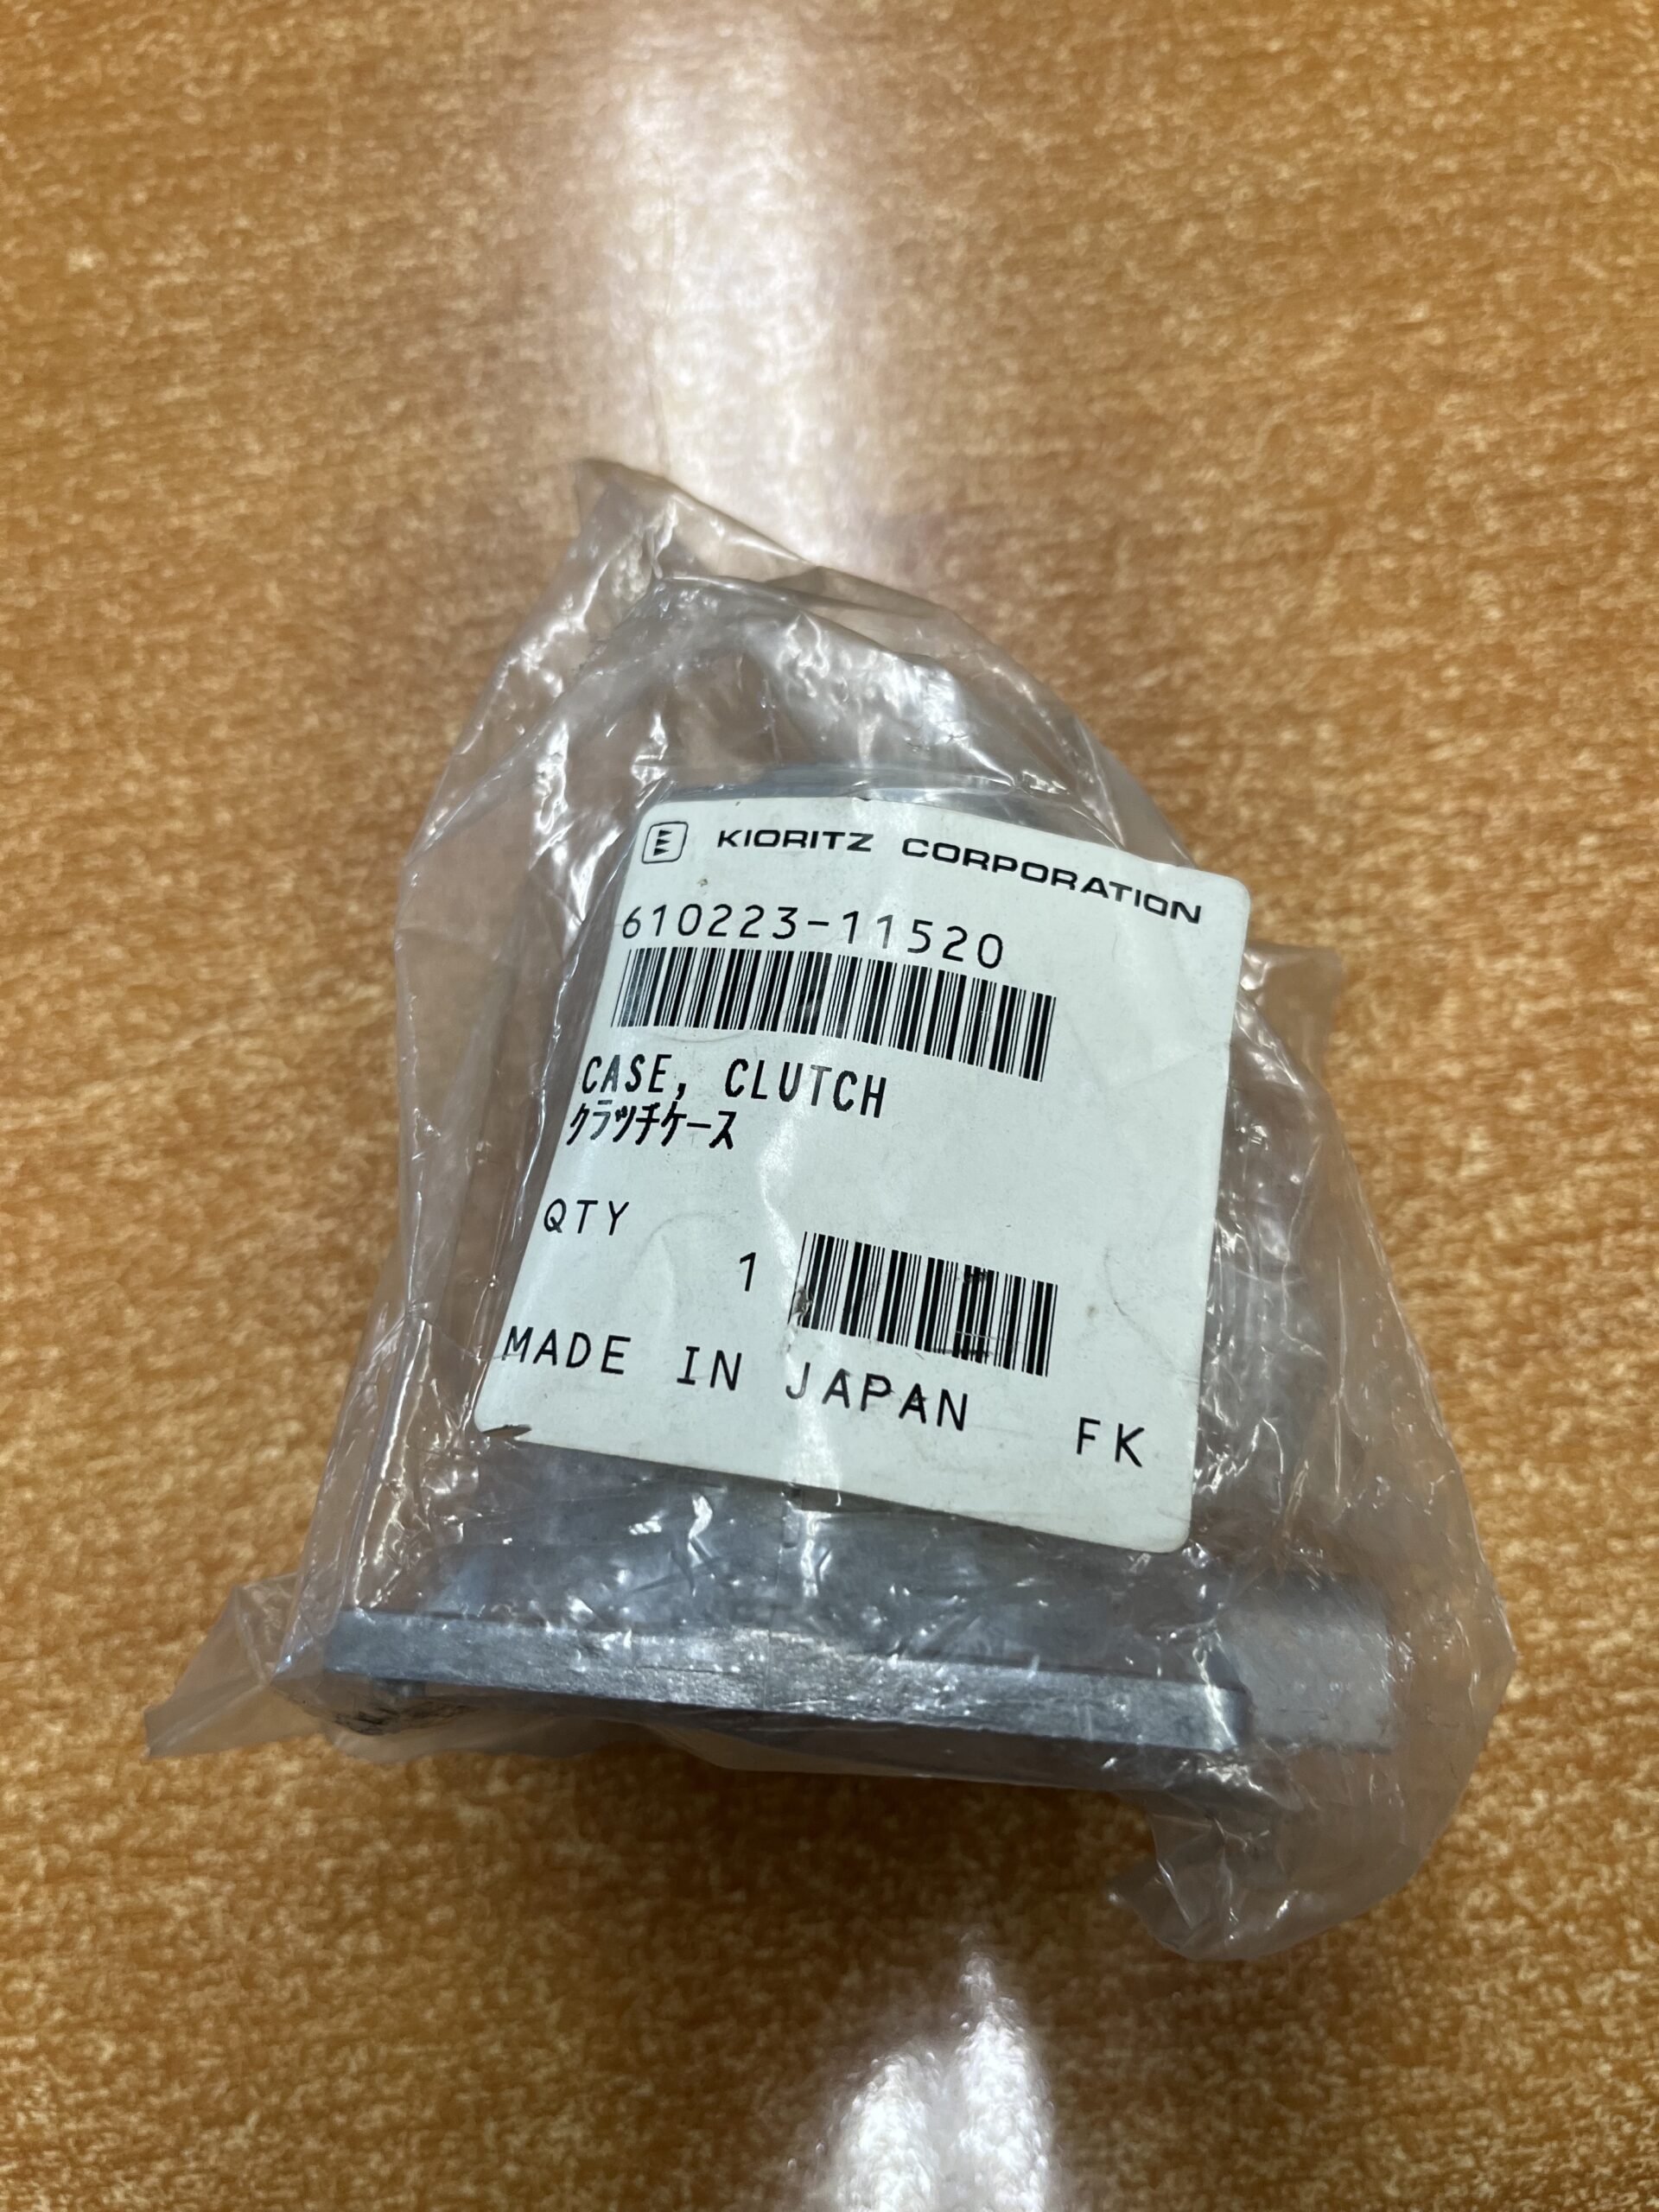 KIORITZ CORPORATION
610223-11520
CASE, CLUTCH
クラッチケース
QTY
1
MADE IN JAPAN FK